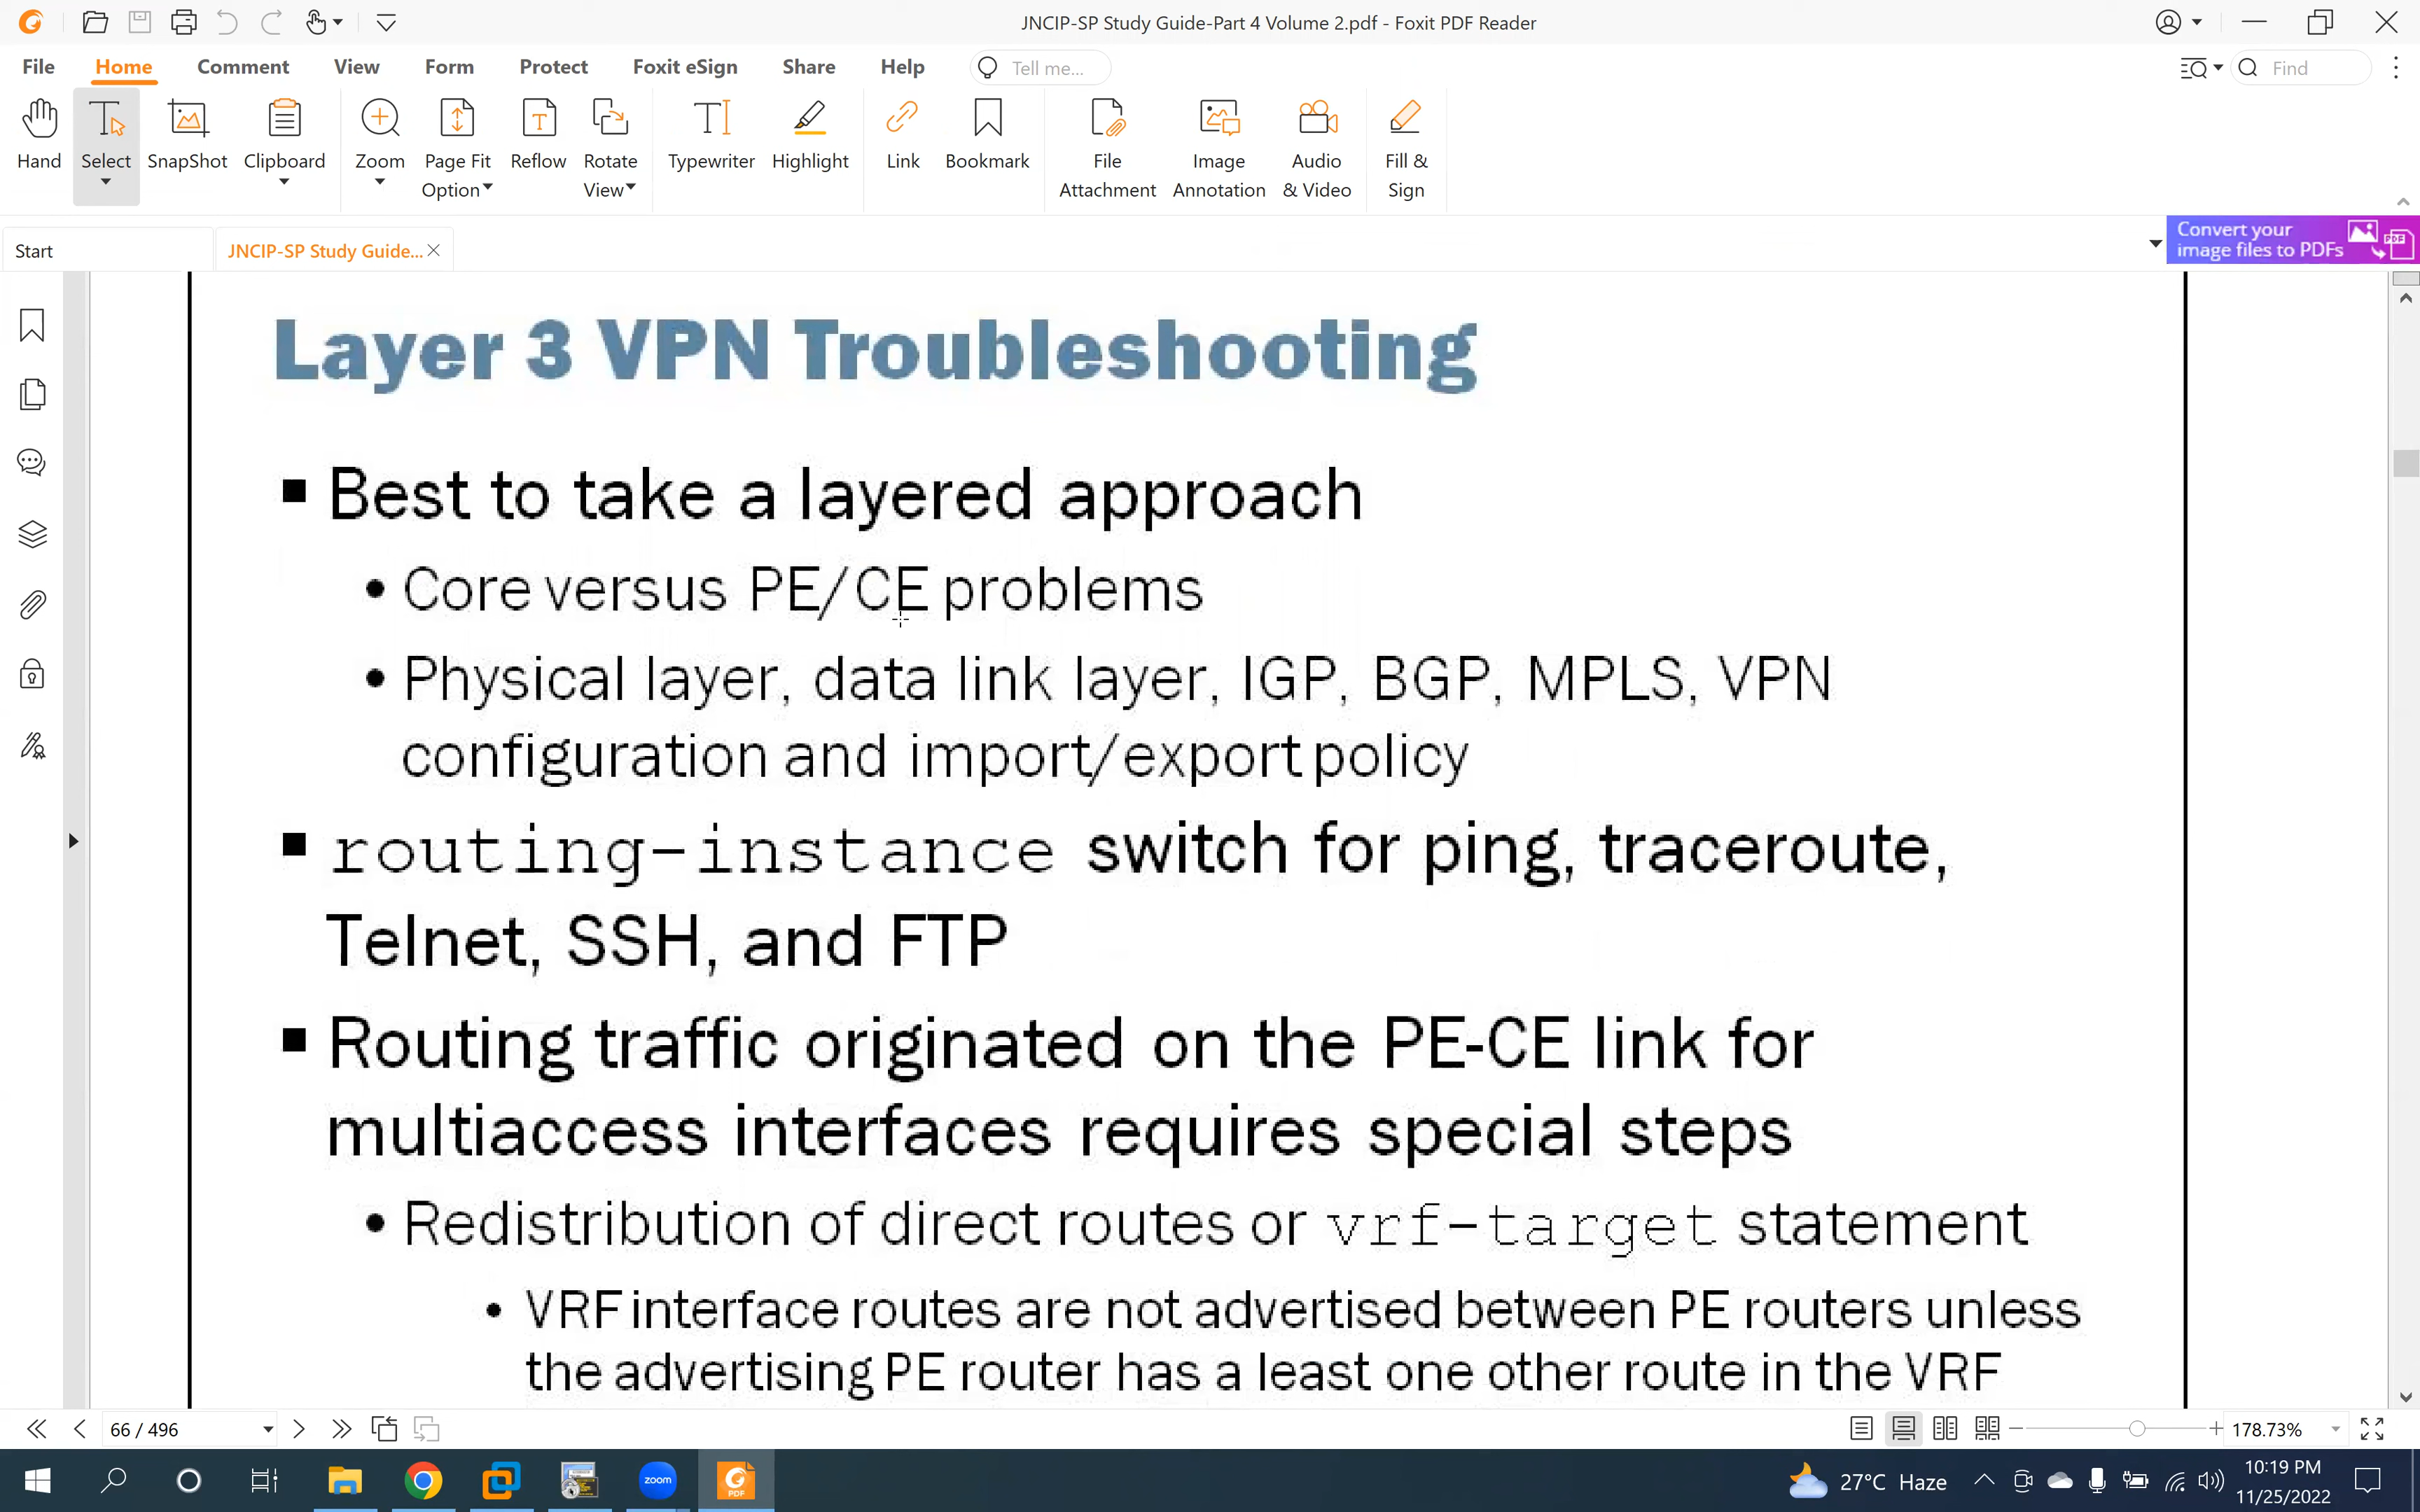 JNCIP-SP Study Guide-Part 4 Volume 2.pdf - Foxit PDF Reader
File Home Comment View Form Protect Foxit eSign Share Help Tell me... Find
Hand Select SnapShot Clipboard Zoom Page Fit Option Reflow Rotate View Typewriter Highlight Link Bookmark File Attachment Image Annotation Audio & Video Fill & Sign
Start JNCIP-SP Study Guide...
Convert your
image files to PDFs
PDF
Layer 3 VPN Troubleshooting
■ Best to take a layered approach
• Core versus PE/CE problems
• Physical layer, data link layer, IGP, BGP, MPLS, VPN
configuration and import/export policy
■ routing-instance switch for ping, traceroute,
Telnet, SSH, and FTP
■ Routing traffic originated on the PE-CE link for
multiaccess interfaces requires special steps
• Redistribution of direct routes or vrf-target statement
• VRF interface routes are not advertised between PE routers unless
the advertising PE router has a least one other route in the VRF
66 / 496 178.73%
zoom PDF 27°C Haze 10:19 PM
11/25/2022